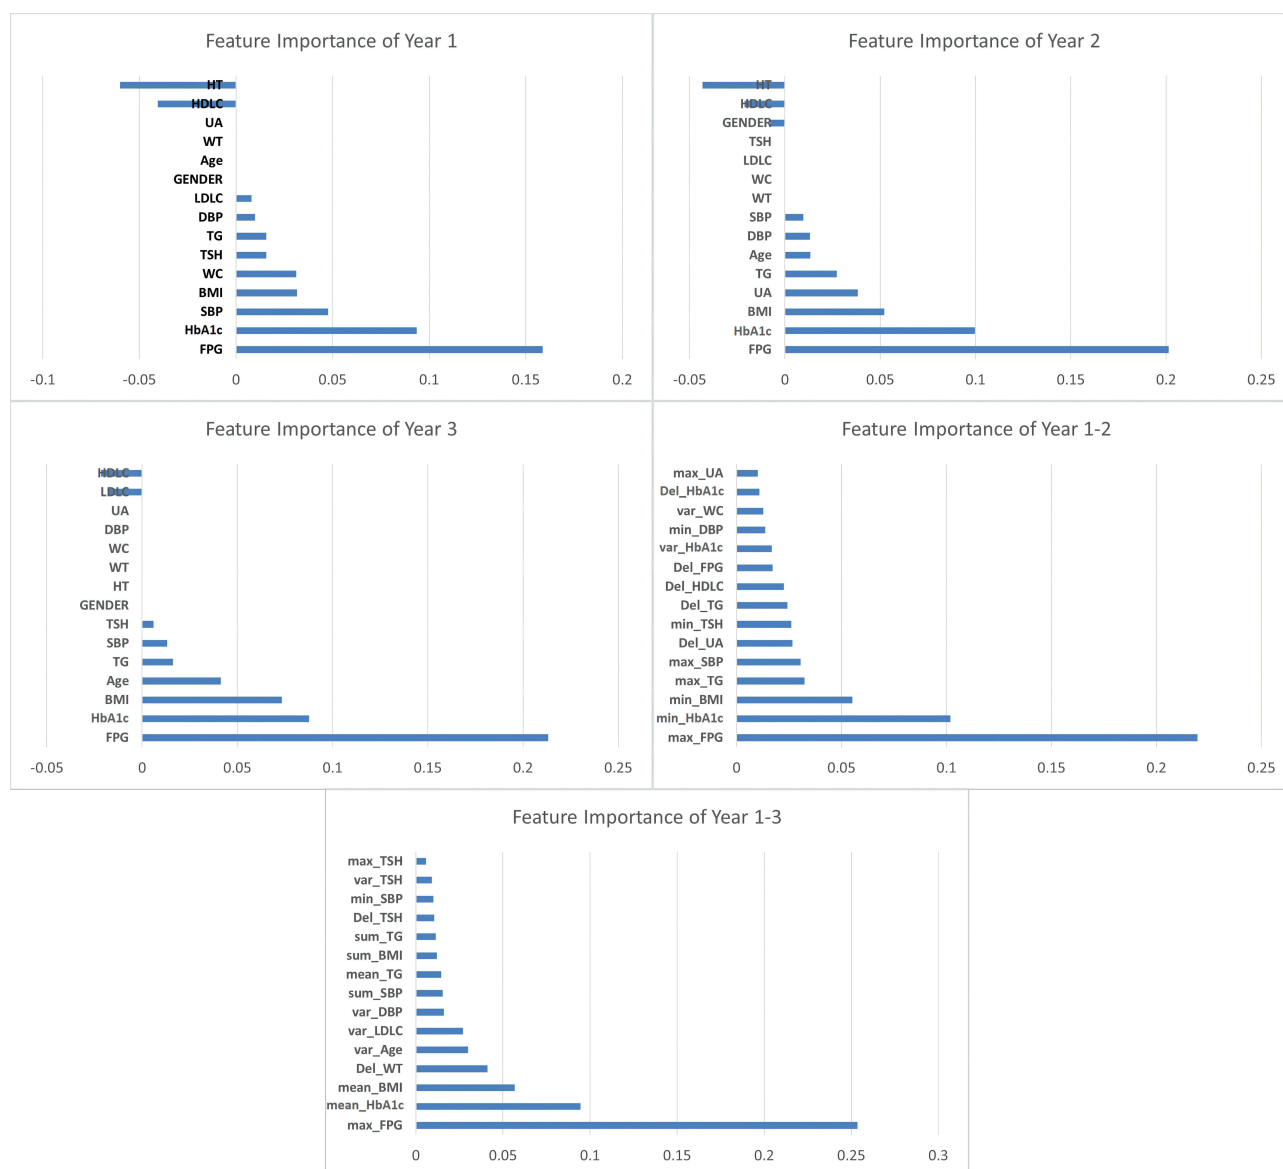 Feature Importance of Year 1
HT
HDLC
UA
WT
Age
GENDER
LDLC
DBP
TG
TSH
WC
BMI
SBP
HbA1c
FPG
-0.1 -0.05 0 0.05 0.1 0.15 0.2
Feature Importance of Year 2
HT
HDLC
GENDER
TSH
LDLC
WC
WT
SBP
DBP
Age
TG
UA
BMI
HbA1c
FPG
-0.05 0 0.05 0.1 0.15 0.2 0.25
Feature Importance of Year 3
HDLC
LDLC
UA
DBP
WC
WT
HT
GENDER
TSH
SBP
TG
Age
BMI
HbA1c
FPG
-0.05 0 0.05 0.1 0.15 0.2 0.25
Feature Importance of Year 1-2
max_UA
Del_HbA1c
var_WC
min_DBP
var_HbA1c
Del_FPG
Del_HDLC
Del_TG
min_TSH
Del_UA
max_SBP
max_TG
min_BMI
min_HbA1c
max_FPG
0 0.05 0.1 0.15 0.2 0.25
Feature Importance of Year 1-3
max_TSH
var_TSH
min_SBP
Del_TSH
sum_TG
sum_BMI
mean_TG
sum_SBP
var_DBP
var_LDLC
var_Age
Del_WT
mean_BMI
mean_HbA1c
max_FPG
0 0.05 0.1 0.15 0.2 0.25 0.3